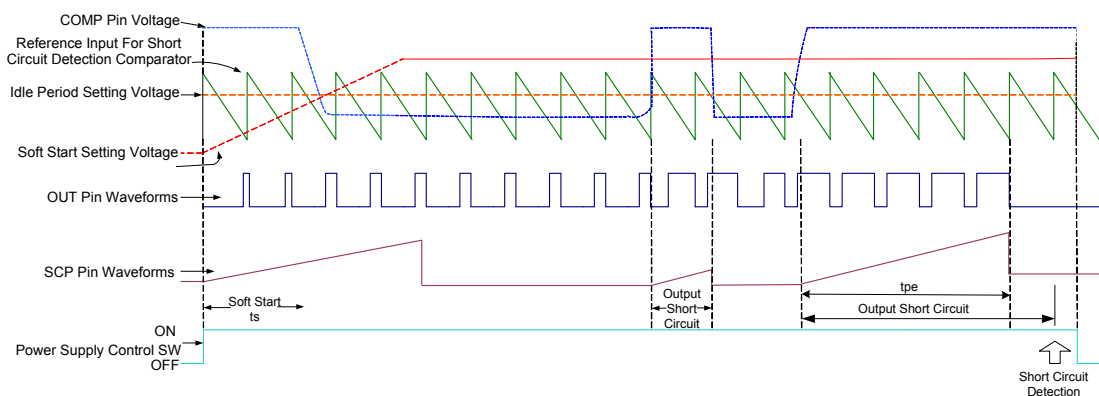 COMP Pin Voltage
Reference Input For Short
Circuit Detection Comparator
Idle Period Setting Voltage
Soft Start Setting Voltage
OUT Pin Waveforms
SCP Pin Waveforms
Soft Start
ts
Output
Short
Circuit
tpe
Output Short Circuit
ON
Power Supply Control SW
OFF
Short Circuit
Detection